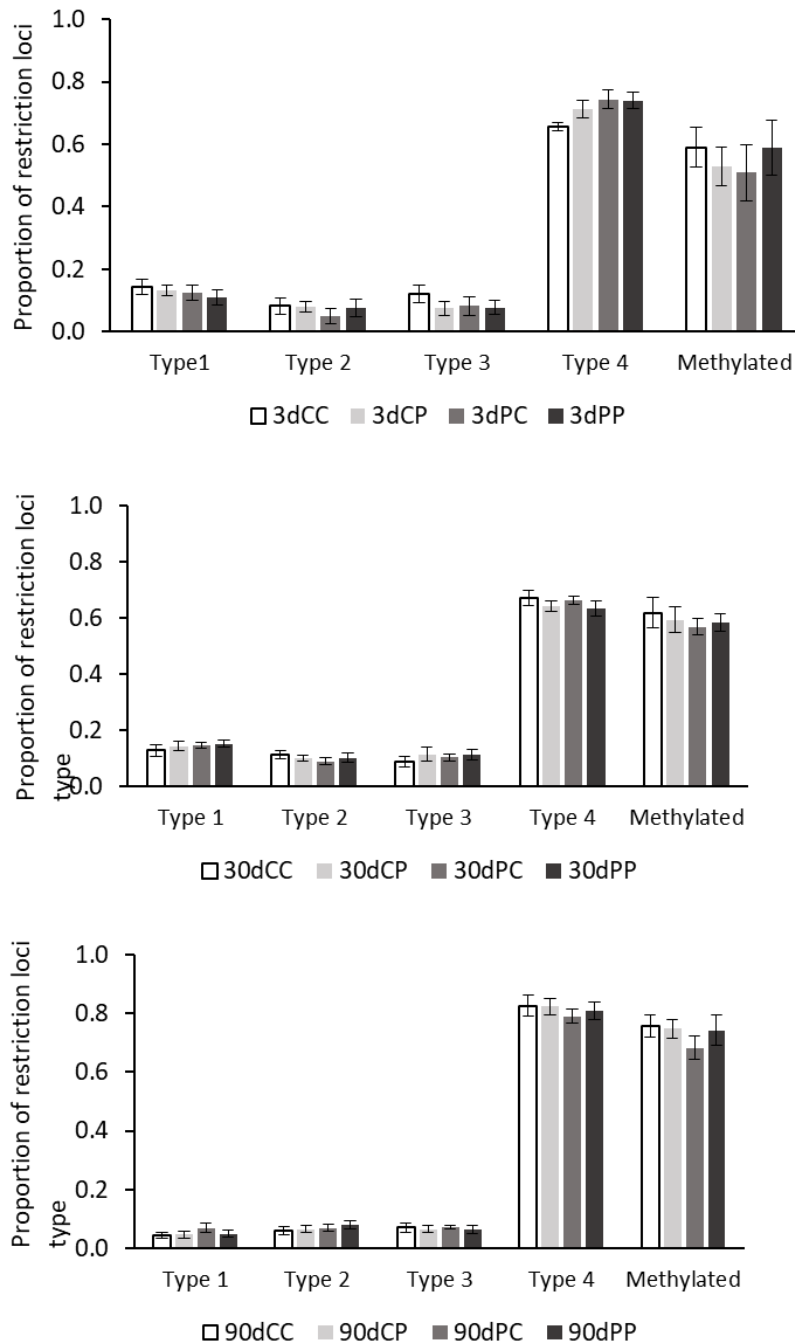 Proportion of restriction loci
1.0
0.8
0.6
0.4
0.2
0.0
Type1 Type 2 Type 3 Type 4 Methylated
3dCC 3dCP 3dPC 3dPP
Proportion of restriction loci
type
1.0
0.8
0.6
0.4
0.2
0.0
Type 1 Type 2 Type 3 Type 4 Methylated
30dCC 30dCP 30dPC 30dPP
Proportion of restriction loci
type
1.0
0.8
0.6
0.4
0.2
0.0
Type 1 Type 2 Type 3 Type 4 Methylated
90dCC 90dCP 90dPC 90dPP